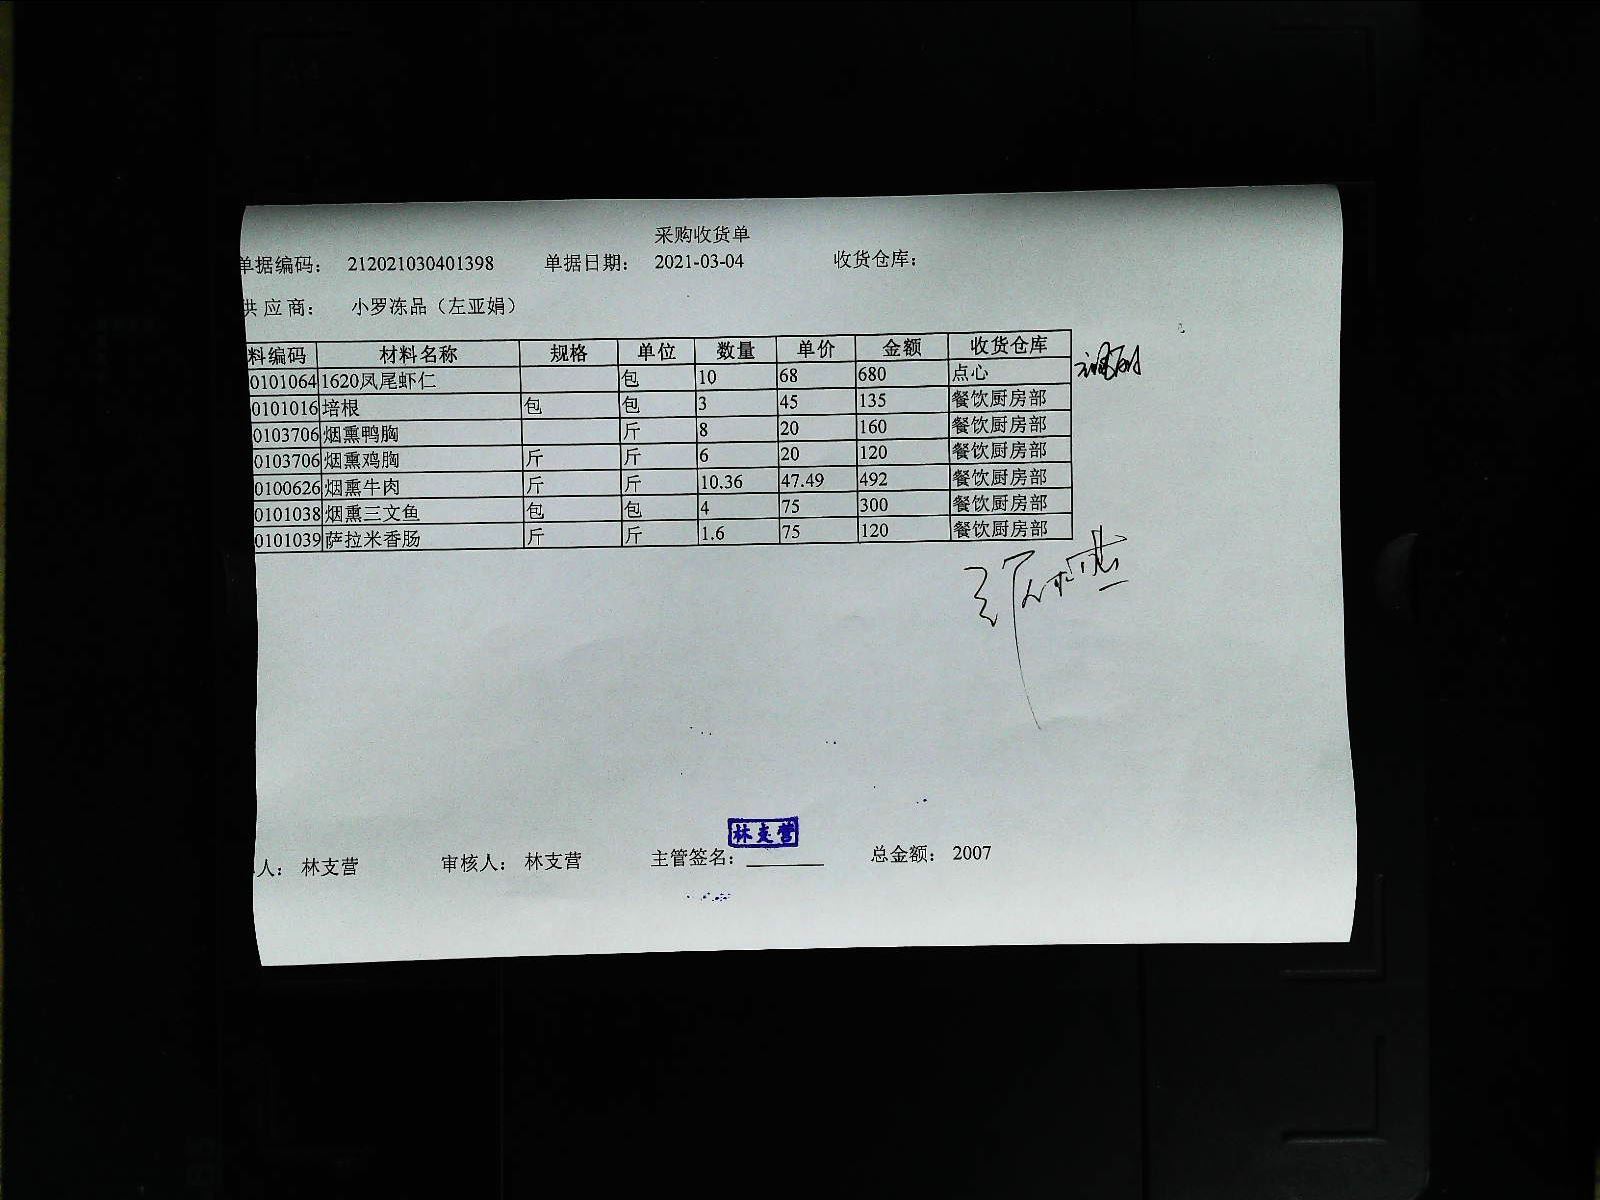 采购收货单
单据编码： 212021030401398 单据日期： 2021-03-04 收货仓库：
供应商： 小罗冻品（左亚娟）
料编码 材料名称 规格 单位 数量 单价 金额 收货仓库
0101064 1620凤尾虾仁 包 10 68 680 点心
0101016 培根 包 包 3 45 135 餐饮厨房部
0103706 烟熏鸭胸 斤 8 20 160 餐饮厨房部
0103706 烟熏鸡胸 斤 斤 6 20 120 餐饮厨房部
0100626 烟熏牛肉 斤 斤 10.36 47.49 492 餐饮厨房部
0101038 烟熏三文鱼 包 包 4 75 300 餐饮厨房部
0101039 萨拉米香肠 斤 斤 1.6 75 120 餐饮厨房部
林支营
人： 林支营 审核人： 林支营 主管签名： 总金额： 2007